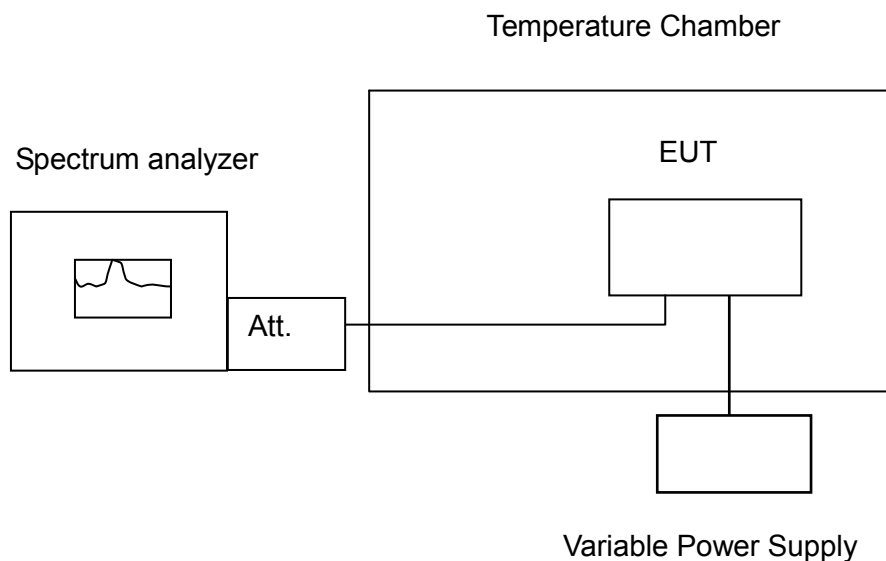 Temperature Chamber
Spectrum analyzer
EUT
Att.
Variable Power Supply